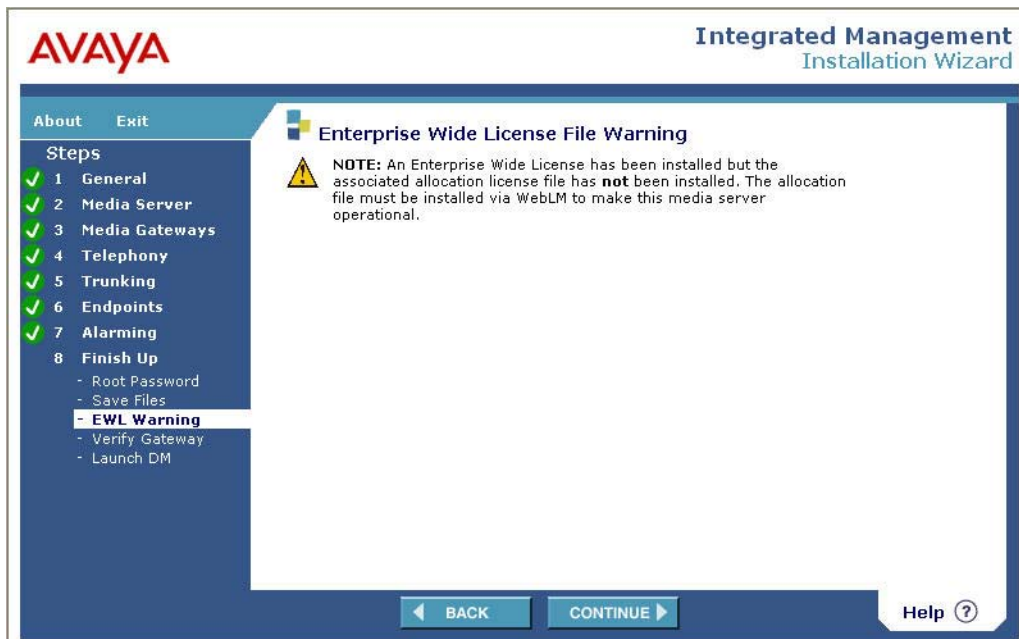 AVAYA
Integrated Management
Installation Wizard
About Exit
Steps
1 General
2 Media Server
3 Media Gateways
4 Telephony
5 Trunking
6 Endpoints
7 Alarming
8 Finish Up
- Root Password
- Save Files
- EWL Warning
- Verify Gateway
- Launch DM
Enterprise Wide License File Warning
NOTE: An Enterprise Wide License has been installed but the
associated allocation license file has not been installed. The allocation
file must be installed via WebLM to make this media server
operational.
BACK
CONTINUE
Help ?